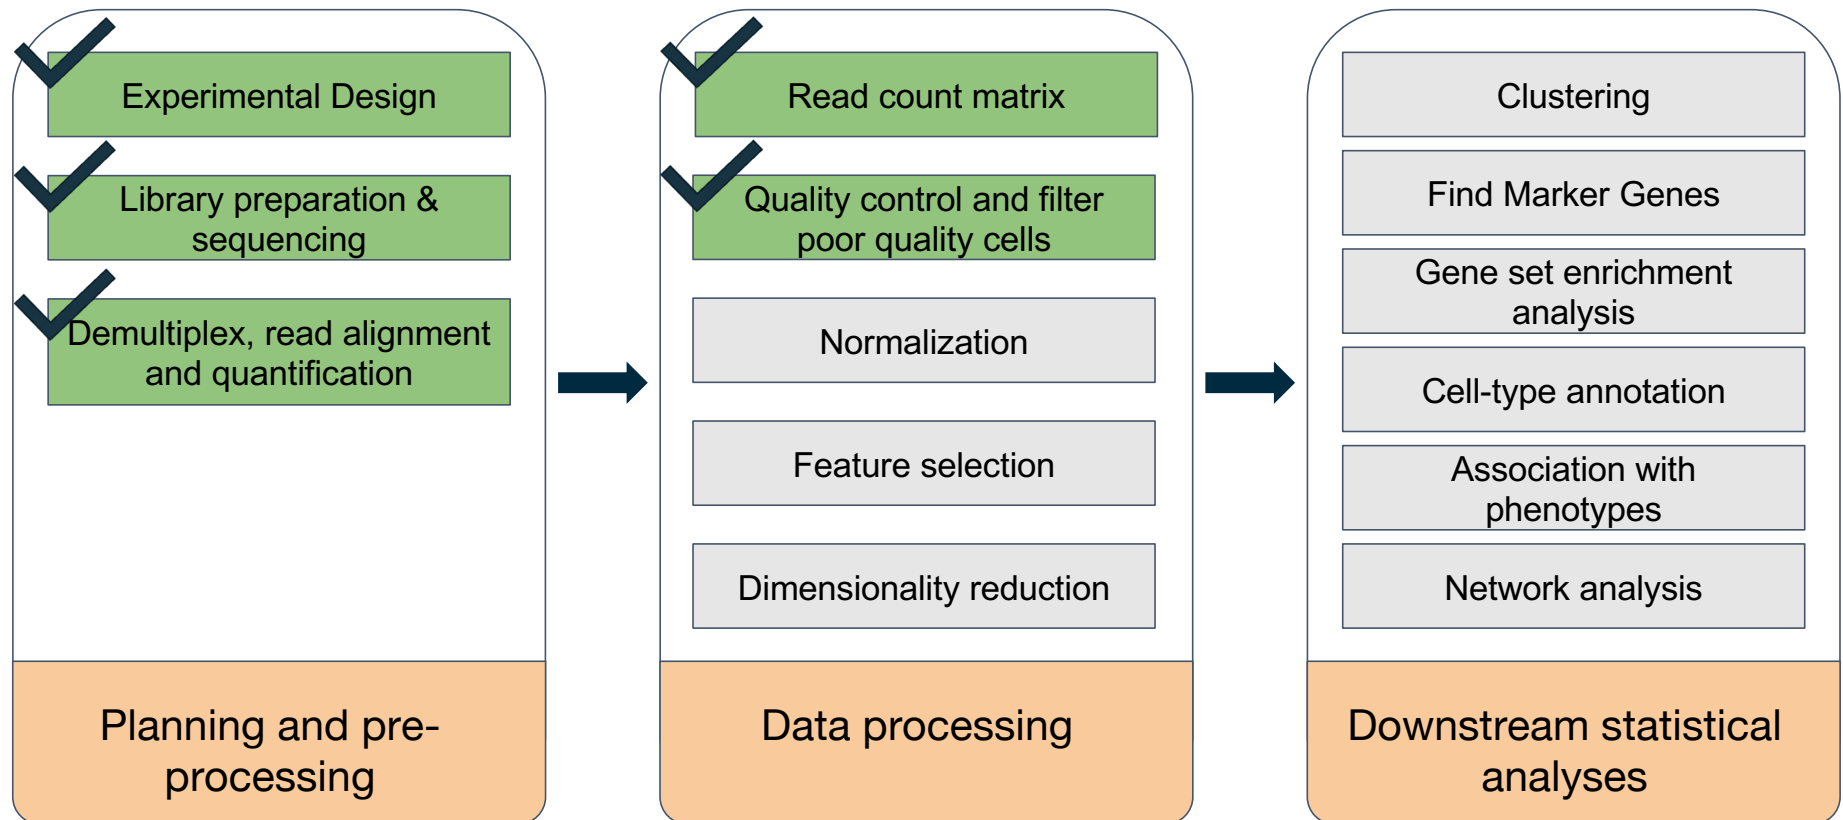 Experimental Design
Library preparation &
sequencing
Demultiplex, read alignment
and quantification
Planning and pre-
processing
Read count matrix
Quality control and filter
poor quality cells
Normalization
Feature selection
Dimensionality reduction
Data processing
Clustering
Find Marker Genes
Gene set enrichment
analysis
Cell-type annotation
Association with
phenotypes
Network analysis
Downstream statistical
analyses